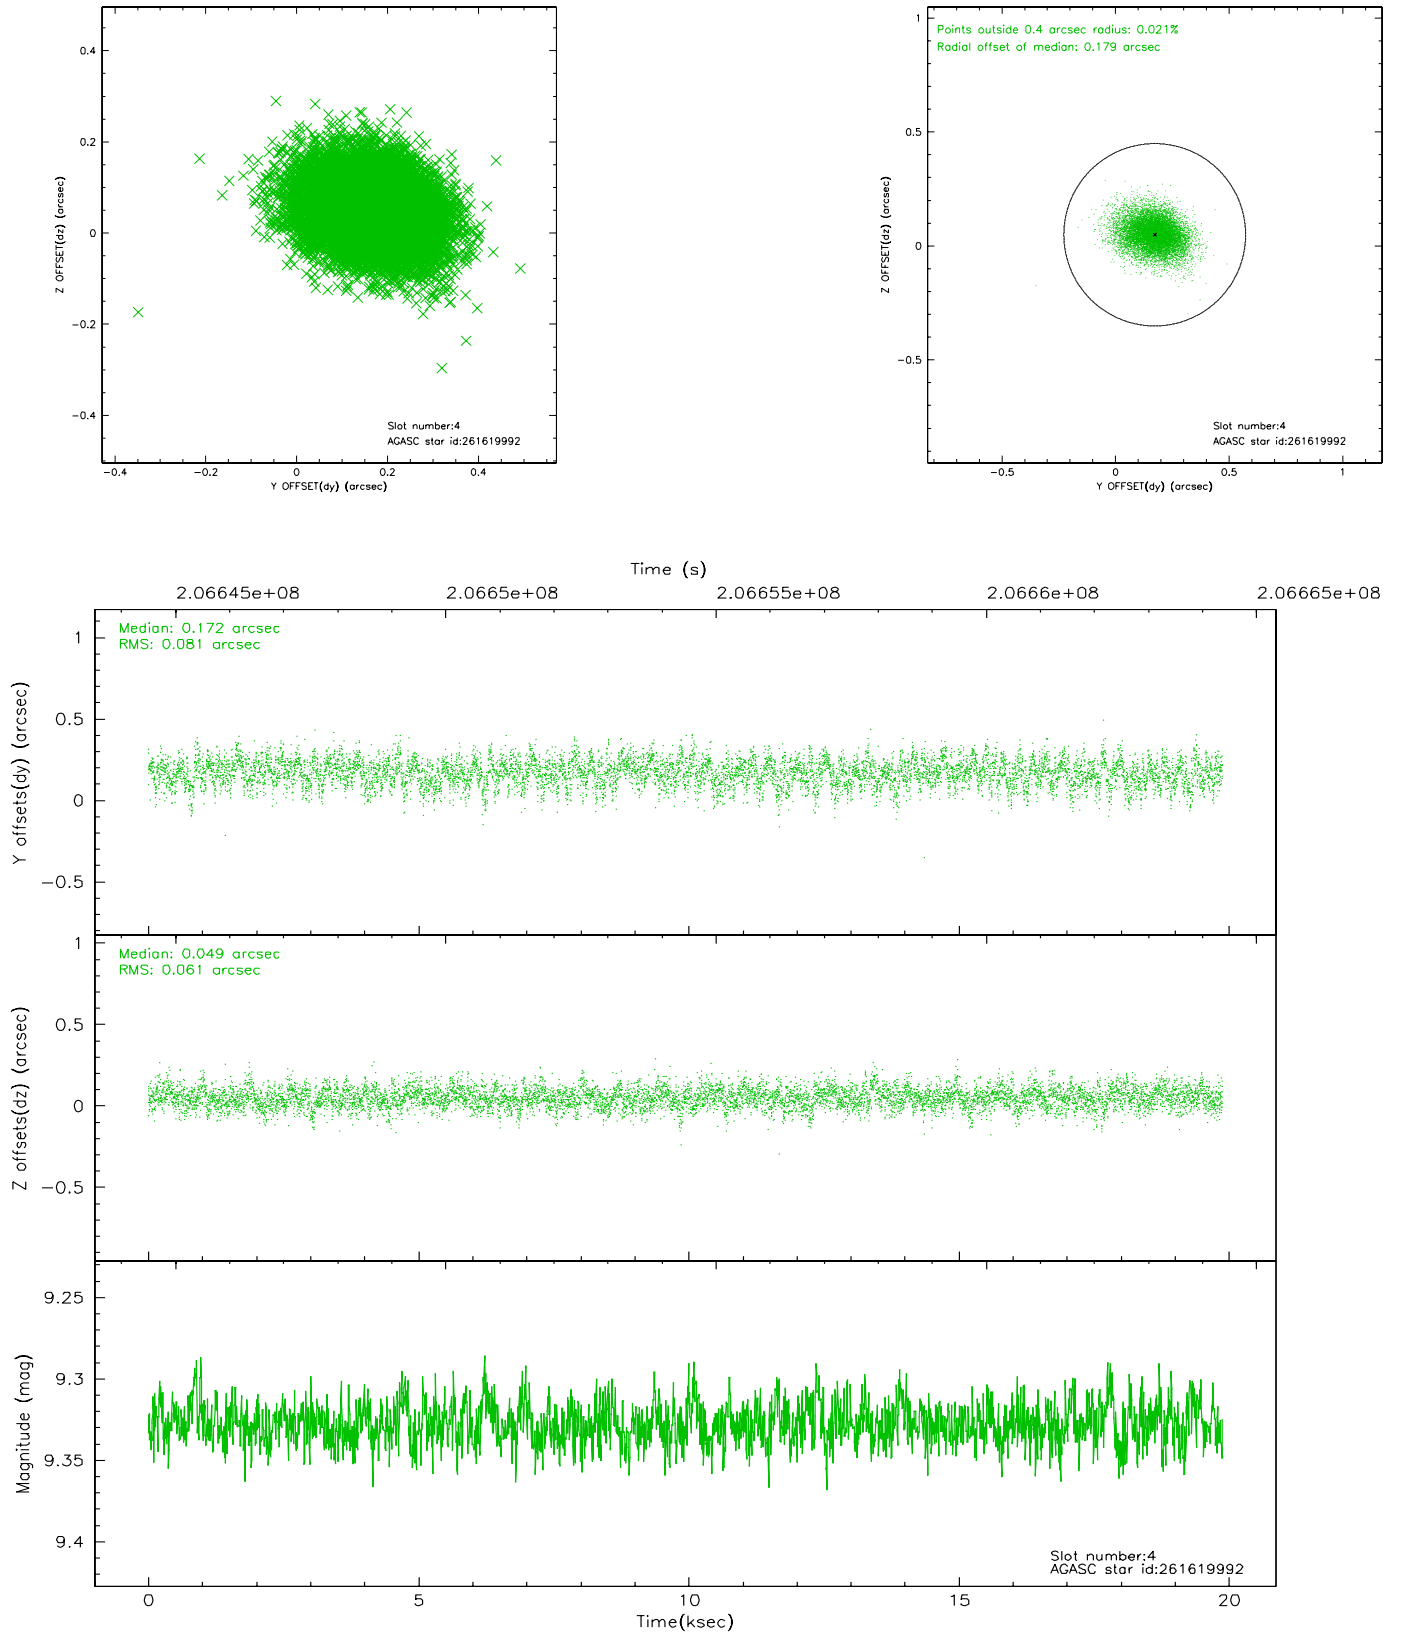 0.4
0.2
0
−0.2
−0.4
Z OFFSET(dz) (arcsec)
Slot number:4
AGASC star id:261619992
−0.4 −0.2 0 0.2 0.4
Y OFFSET(dy) (arcsec)
Points outside 0.4 arcsec radius: 0.021%
Radial offset of median: 0.179 arcsec
1
0.5
0
−0.5
Z OFFSET(dz) (arcsec)
Slot number:4
AGASC star id:261619992
−0.5 0 0.5 1
Y OFFSET(dy) (arcsec)
Time (s)
2.06645e+08 2.0665e+08 2.06655e+08 2.0666e+08 2.06665e+08
Median: 0.172 arcsec
RMS: 0.081 arcsec
1
0.5
0
−0.5
Y offsets(dy) (arcsec)
Median: 0.049 arcsec
RMS: 0.061 arcsec
1
0.5
0
−0.5
Z offsets(dz) (arcsec)
9.25
9.3
9.35
9.4
Magnitude (mag)
Slot number:4
AGASC star id:261619992
0 5 10 15 20
Time(ksec)